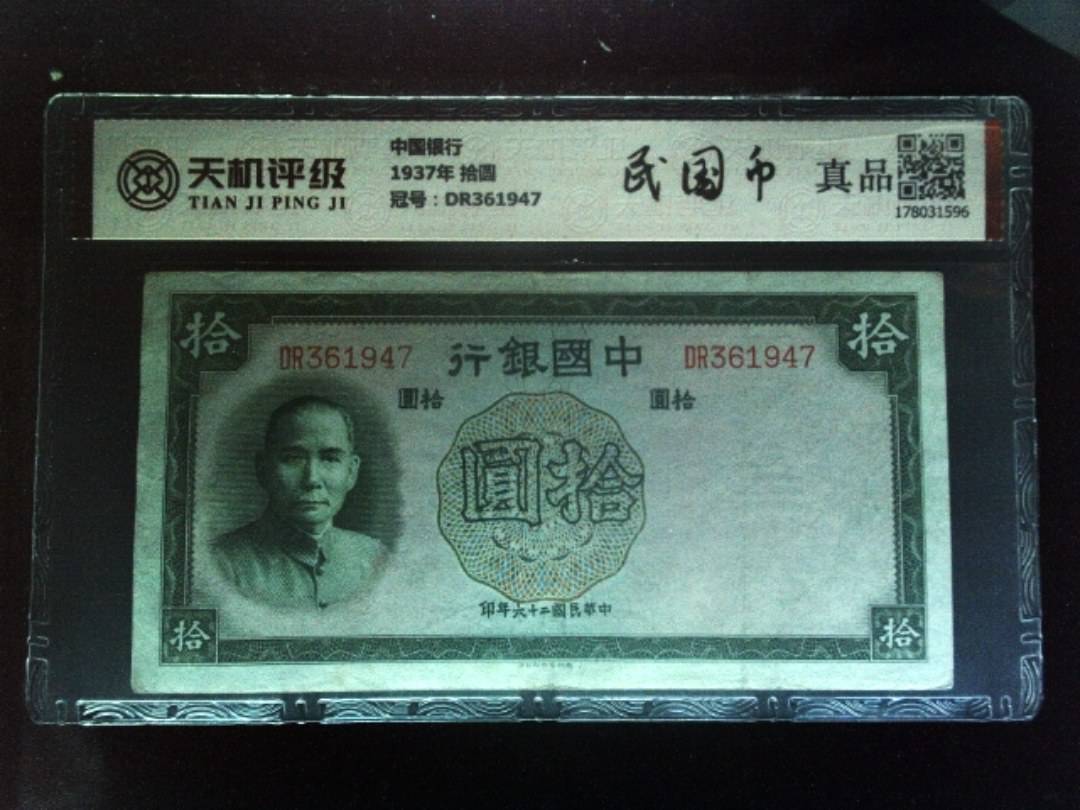 天机评级
TIAN JI PING JI
中国银行
1937年 拾圆
冠号：DR361947
民国币
真品
178031596
拾
拾
DR361947
行銀國中
DR361947
圓拾
圓拾
圓拾
印年六十二國民華中
拾
拾